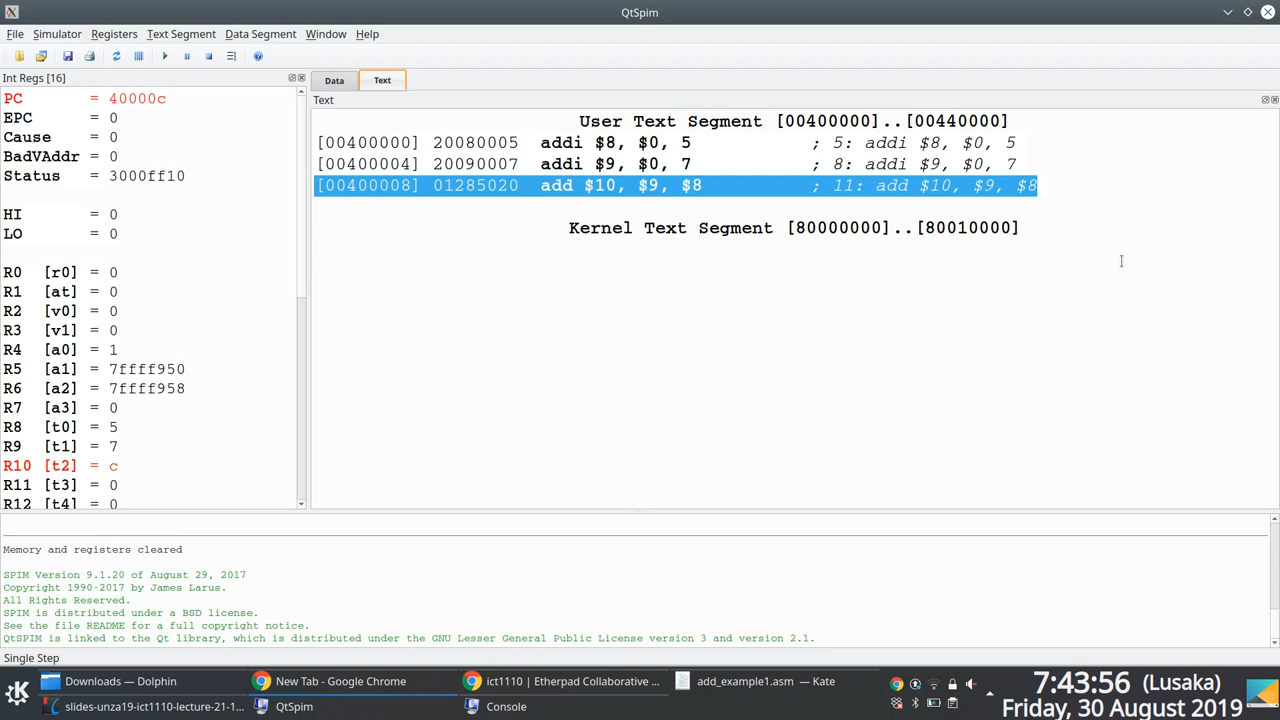 QtSpim
File Simulator Registers Text Segment Data Segment Window Help
Int Regs [16]
PC = 40000c
EPC = 0
Cause = 0
BadVAddr = 0
Status = 3000ff10
HI = 0
LO = 0
R0 [r0] = 0
R1 [at] = 0
R2 [v0] = 0
R3 [v1] = 0
R4 [a0] = 1
R5 [a1] = 7ffff950
R6 [a2] = 7ffff958
R7 [a3] = 0
R8 [t0] = 5
R9 [t1] = 7
R10 [t2] = c
R11 [t3] = 0
R12 [t4] = 0
Data Text
Text
User Text Segment [00400000]..[00440000]
[00400000] 20080005 addi $8, $0, 5 ; 5: addi $8, $0, 5
[00400004] 20090007 addi $9, $0, 7 ; 8: addi $9, $0, 7
[00400008] 01285020 add $10, $9, $8 ; 11: add $10, $9, $8
Kernel Text Segment [80000000]..[80010000]
Memory and registers cleared
SPIM Version 9.1.20 of August 29, 2017
Copyright 1990-2017 by James Larus.
All Rights Reserved.
SPIM is distributed under a BSD license.
See the file README for a full copyright notice.
QtSPIM is linked to the Qt library, which is distributed under the GNU Lesser General Public License version 3 and version 2.1.
Single Step
Downloads — Dolphin
New Tab - Google Chrome
ict1110 | Etherpad Collaborative ...
add_example1.asm — Kate
slides-unza19-ict1110-lecture-21-1...
QtSpim
Console
7:43:56 (Lusaka)
Friday, 30 August 2019